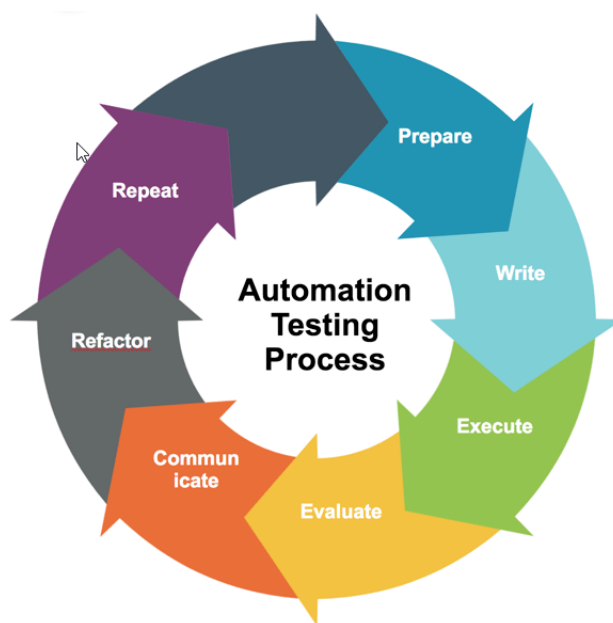 Prepare
Write
Execute
Evaluate
Commun
icate
Refactor
Repeat
Automation
Testing
Process